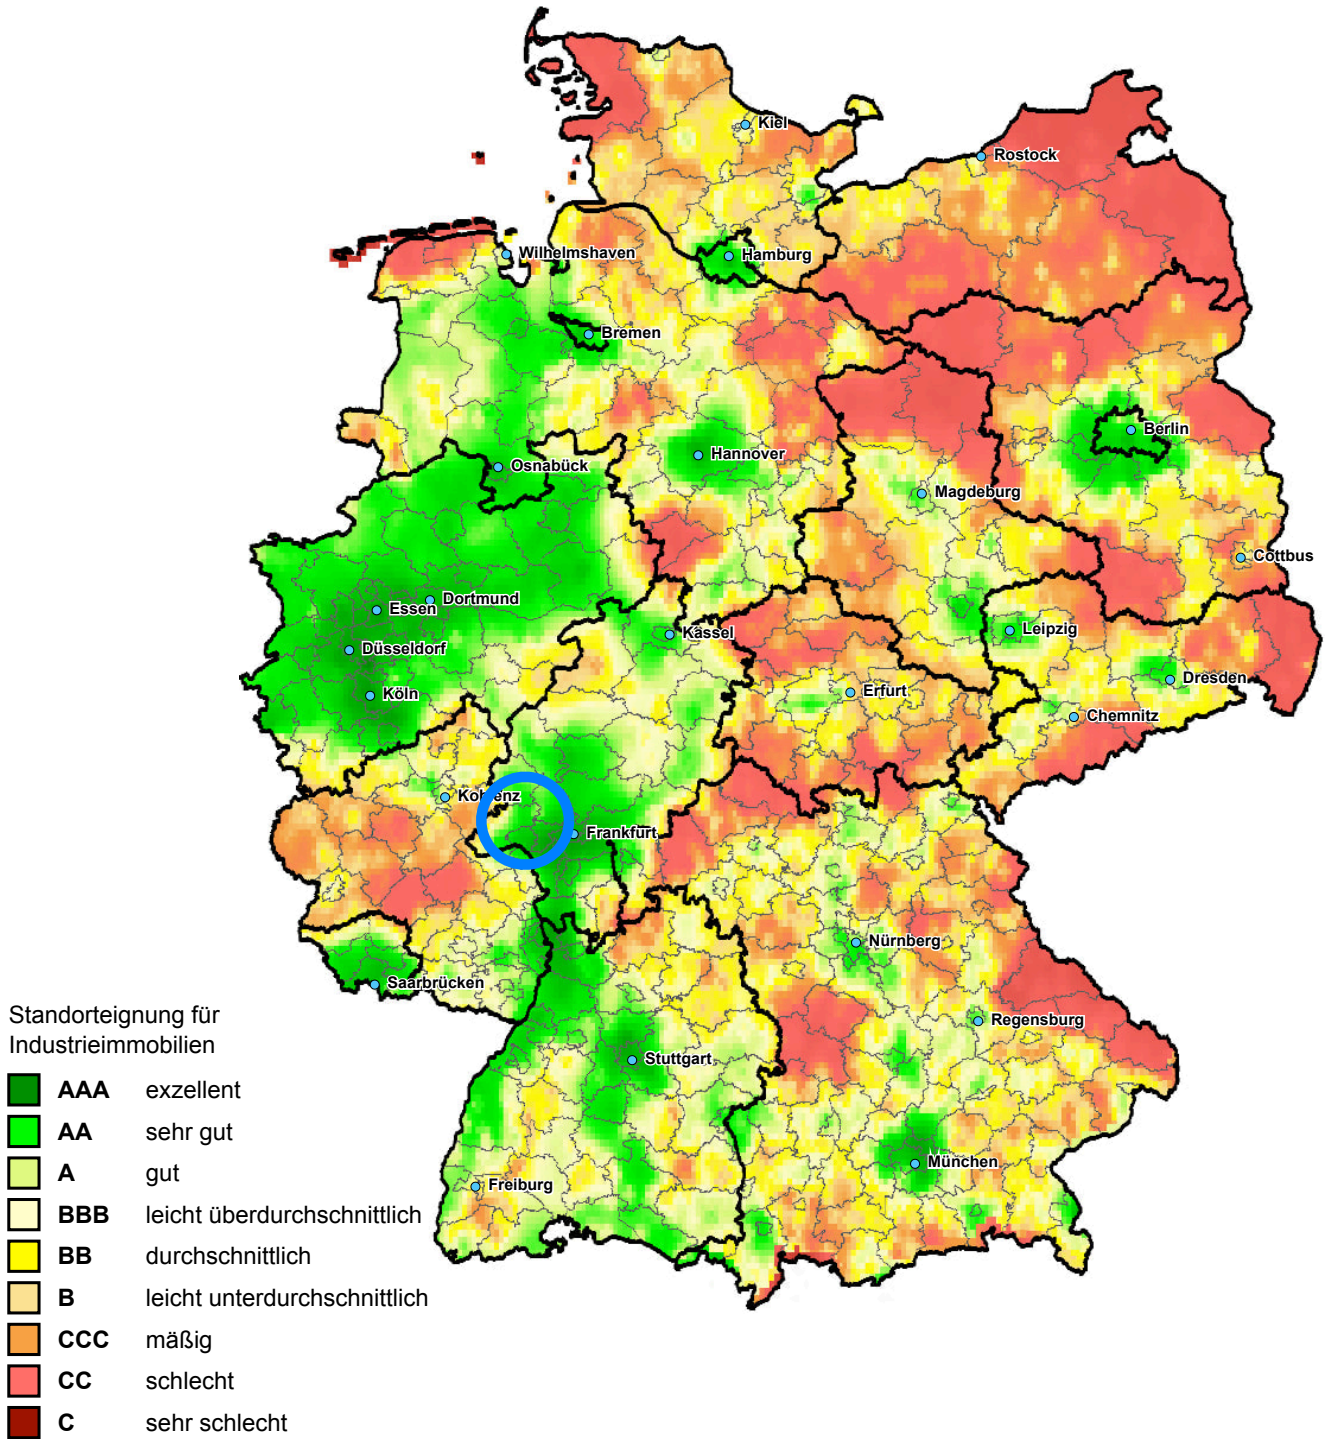 Kiel
Rostock
Wilhelmshaven
Hamburg
Bremen
Berlin
Hannover
Osnabück
Magdeburg
Cottbus
Dortmund
Essen
Leipzig
Kassel
Düsseldorf
Dresden
Köln
Erfurt
Chemnitz
Koblenz
Frankfurt
Nürnberg
Saarbrücken
Regensburg
Stuttgart
München
Freiburg
Standorteignung für
Industrieimmobilien
AAA exzellent
AA sehr gut
A gut
BBB leicht überdurchschnittlich
BB durchschnittlich
B leicht unterdurchschnittlich
CCC mäßig
CC schlecht
C sehr schlecht